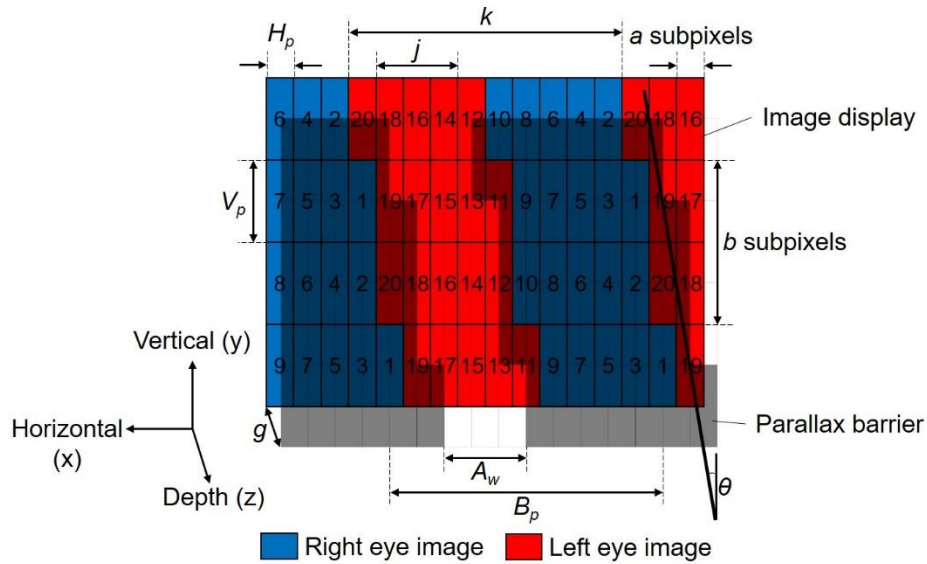 k
H_p
a subpixels
j
6 4 2 20 18 16 14 12 10 8 6 4 2 20 18 16
Image display
V_p
7 5 3 1 19 17 15 13 11 9 7 5 3 1 19 17
b subpixels
8 6 4 2 20 18 16 14 12 10 8 6 4 2 20 18
Vertical (y)
9 7 5 3 1 19 17 15 13 11 9 7 5 3 1 19
Horizontal
(x)
g
Parallax barrier
A_w
Depth (z)
B_p
θ
Right eye image
Left eye image